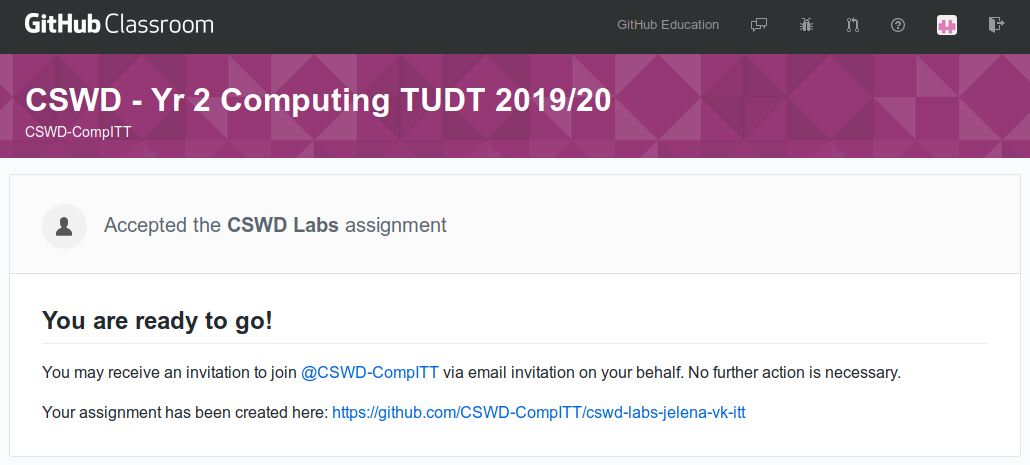 GitHub Classroom
GitHub Education
CSWD - Yr 2 Computing TUDT 2019/20
CSWD-CompITT
Accepted the CSWD Labs assignment
You are ready to go!
You may receive an invitation to join @CSWD-CompITT via email invitation on your behalf. No further action is necessary.
Your assignment has been created here: https://github.com/CSWD-CompITT/cswd-labs-jelena-vk-itt